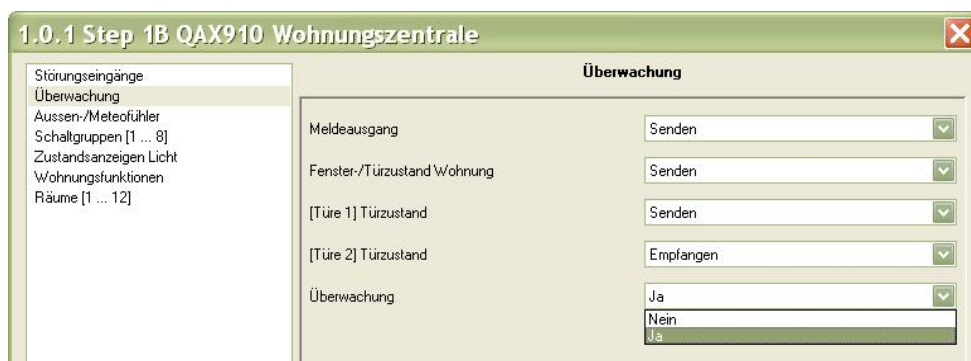 1.0.1 Step 1B QAX910 Wohnungszentrale
Störungseingänge
Überwachung
Aussen-/Meteofühler
Schaltgruppen [1 ... 8]
Zustandsanzeigen Licht
Wohnungsfunktionen
Räume [1 ... 12]
Überwachung
Meldeausgang Senden
Fenster-/Türzustand Wohnung Senden
[Türe 1] Türzustand Senden
[Türe 2] Türzustand Empfangen
Überwachung Ja
Nein
Ja